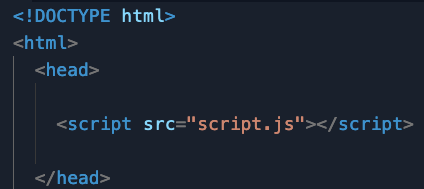 <!DOCTYPE html>
<html>
<head>
<script src="script.js"></script>
</head>